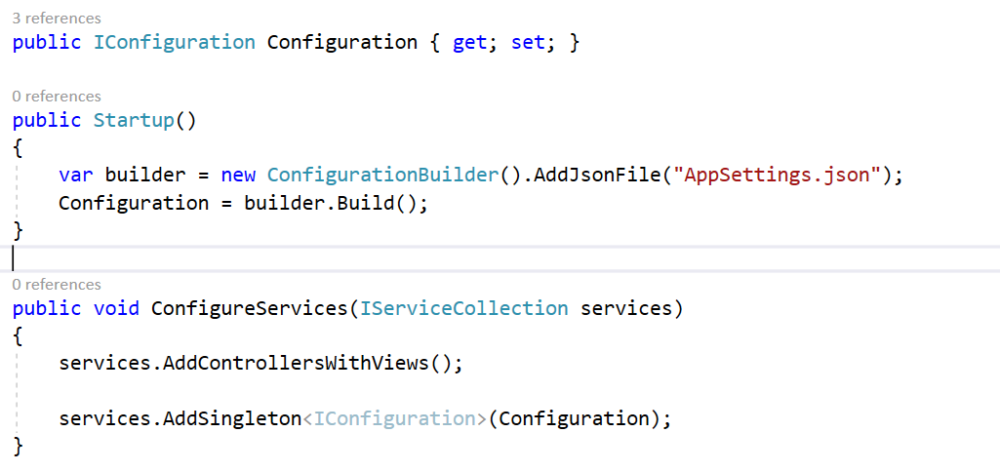 3 references
public IConfiguration Configuration { get; set; }
0 references
public Startup()
{
var builder = new ConfigurationBuilder().AddJsonFile("AppSettings.json");
Configuration = builder.Build();
}
0 references
public void ConfigureServices(IServiceCollection services)
{
services.AddControllersWithViews();
services.AddSingleton<IConfiguration>(Configuration);
}